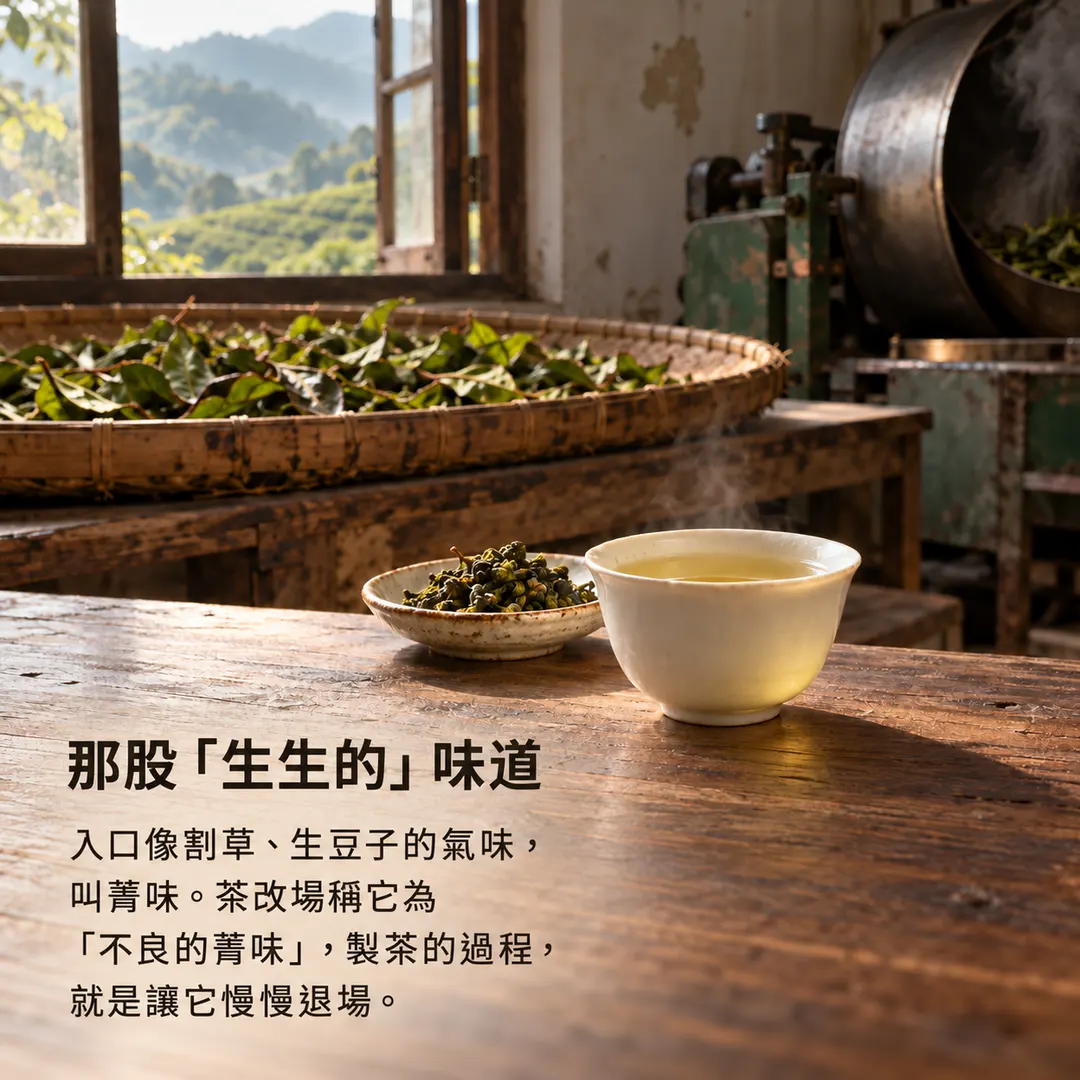 那股「生生的」味道
入口像割草、生豆子的氣味，
叫菁味。茶改場稱它為
「不良的菁味」，製茶的過程，
就是讓它慢慢退場。